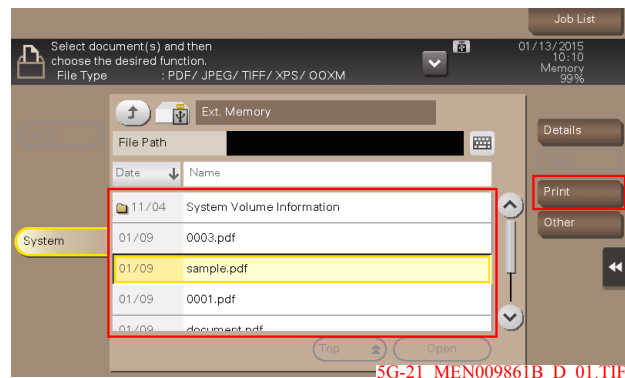 Job List
Select document(s) and then
choose the desired function.
File Type : PDF/ JPEG/ TIFF/ XPS/ OOXM
01/13/2015
10:10
Memory
99%
Ext. Memory
File Path
Details
Date Name
Print
11/04 System Volume Information
Other
System
01/09 0003.pdf
01/09 sample.pdf
01/09 0001.pdf
01/09 document.pdf
Top Open
5G-21 MEN009861B D 01.TIF